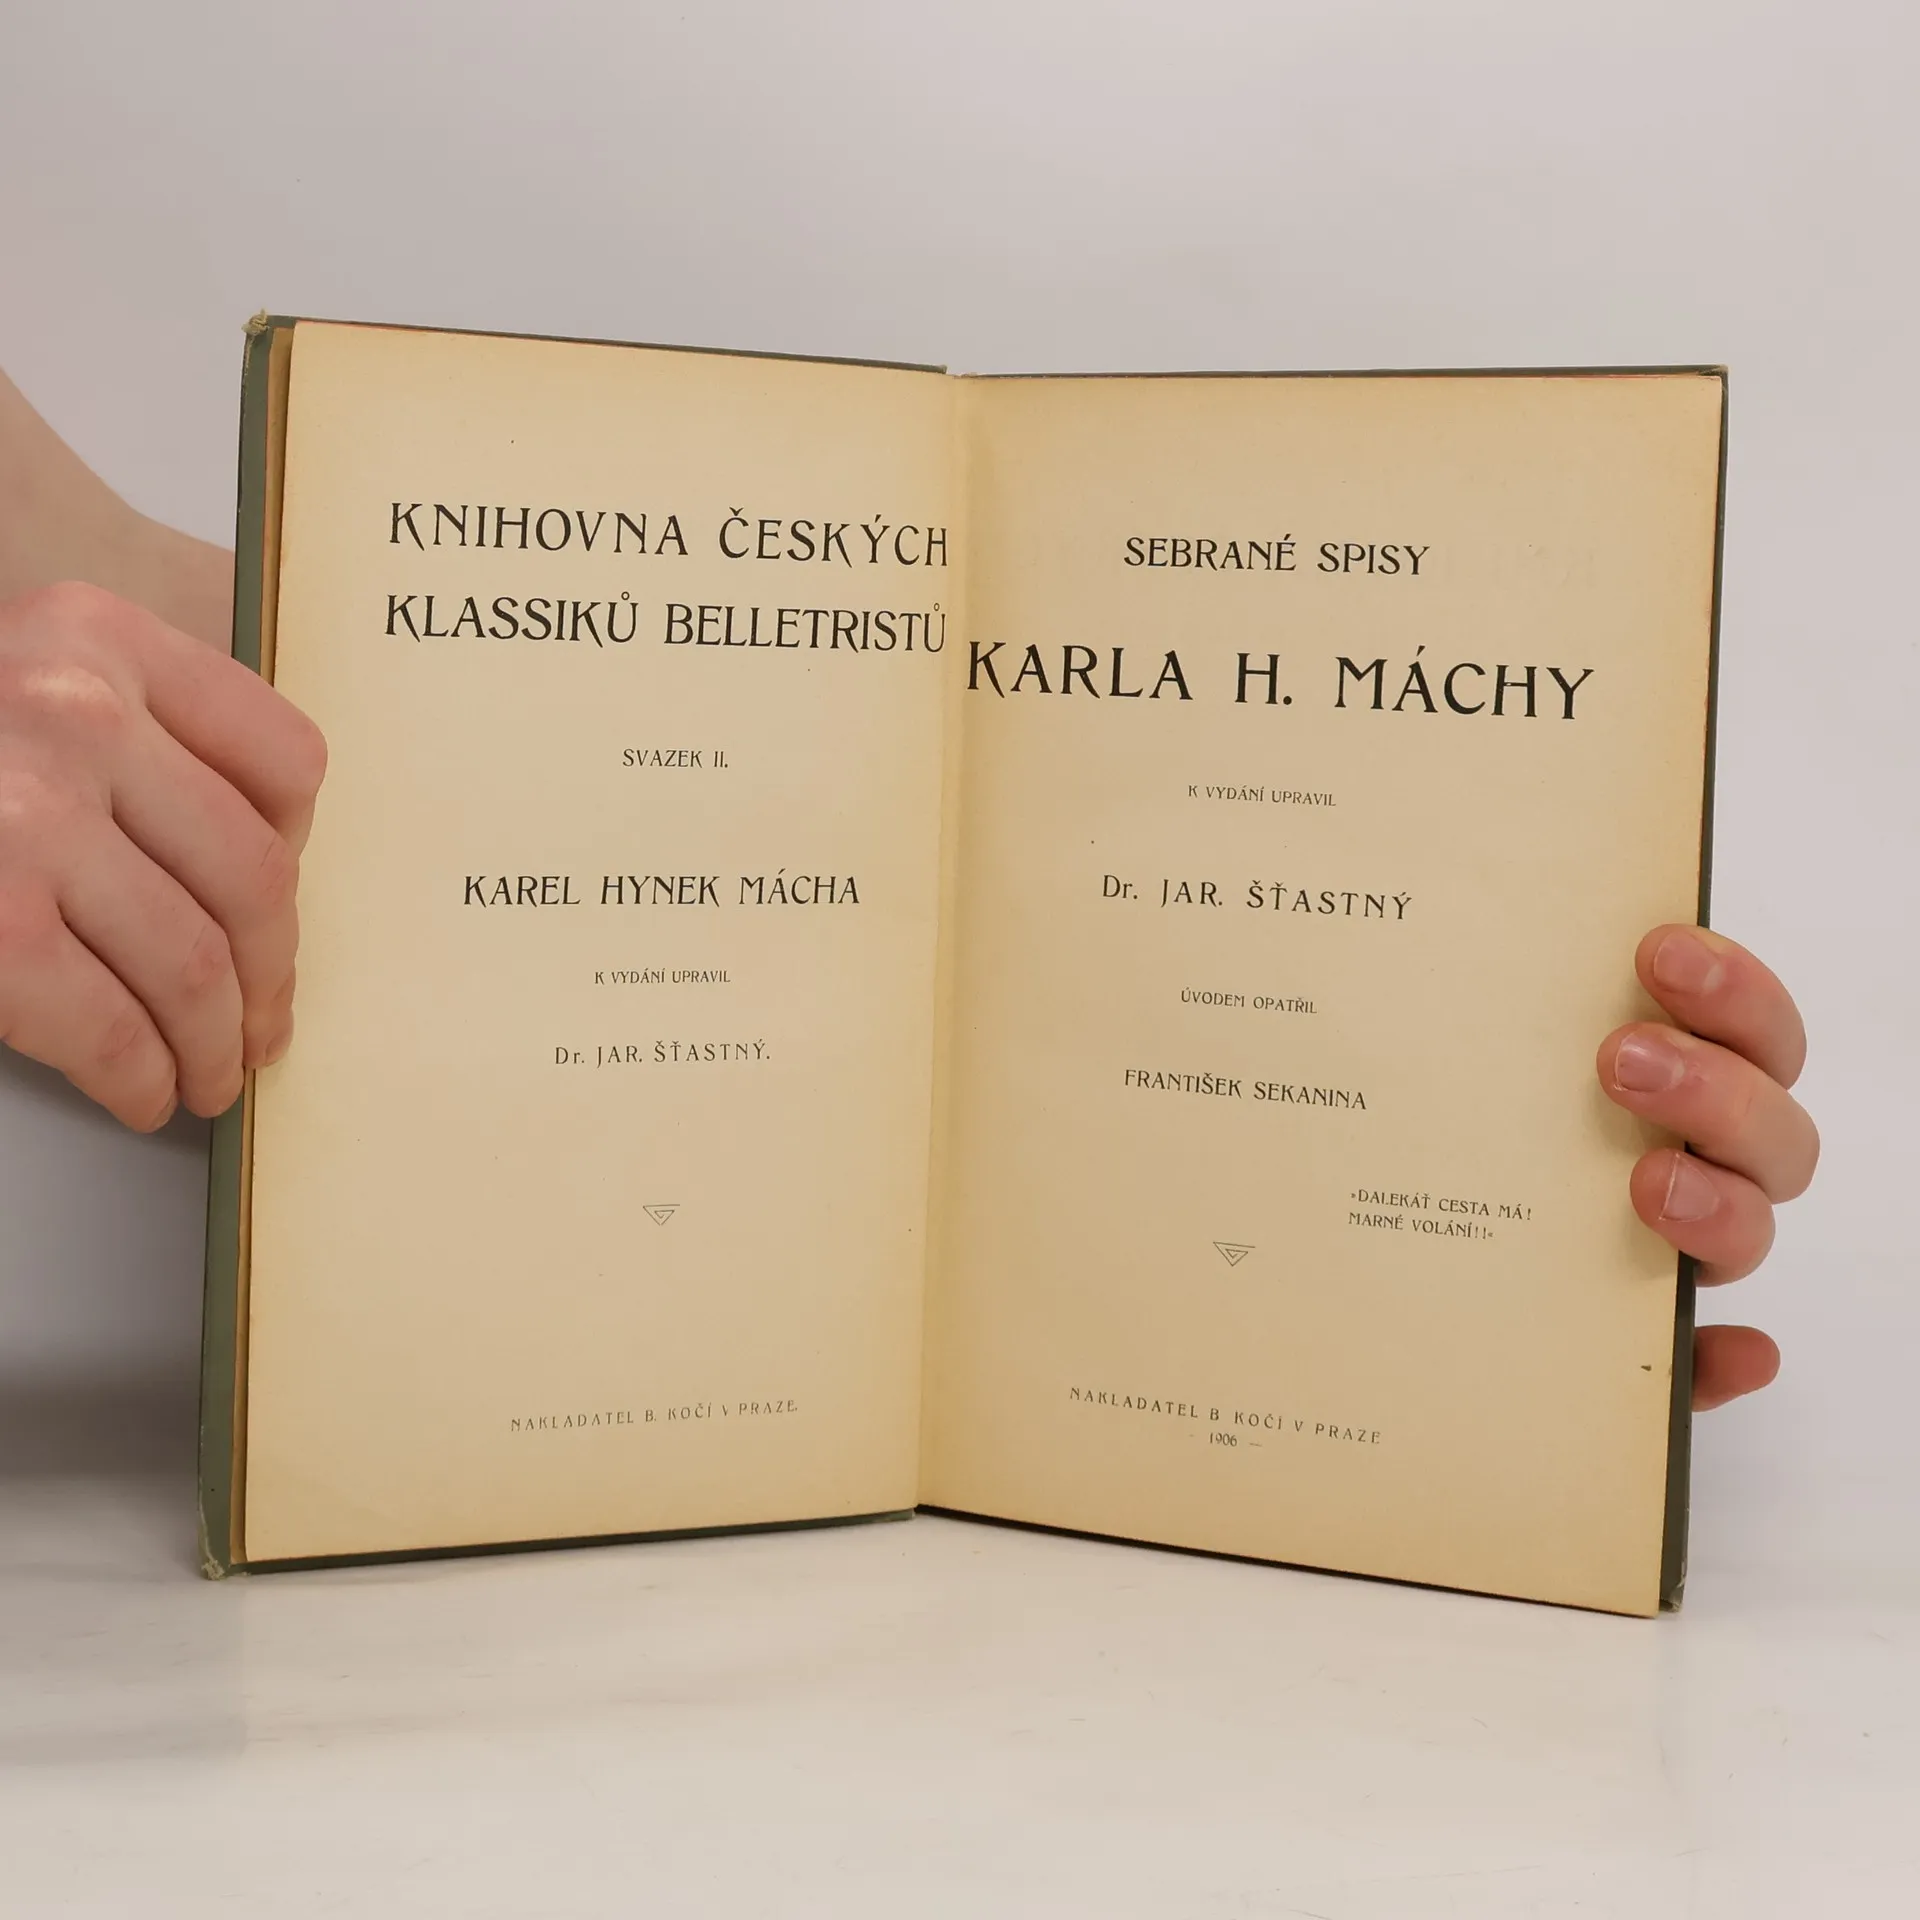 KNIHOVNA ČESKÝCH
KLASSIKŮ BELLETRISTŮ
SVAZEK II.
KAREL HYNEK MÁCHA
K VYDÁNÍ UPRAVIL
Dr. JAR. ŠŤASTNÝ.
NAKLADATEL B. KOČÍ V PRAZE.
SEBRANÉ SPISY
KARLA H. MÁCHY
K VYDÁNÍ UPRAVIL
Dr. JAR. ŠŤASTNÝ
ÚVODEM OPATŘIL
FRANTIŠEK SEKANINA
»DALEKÁŤ CESTA MÁ!
MARNÉ VOLÁNÍ!!«
NAKLADATEL B. KOČÍ V PRAZE
— 1906 —